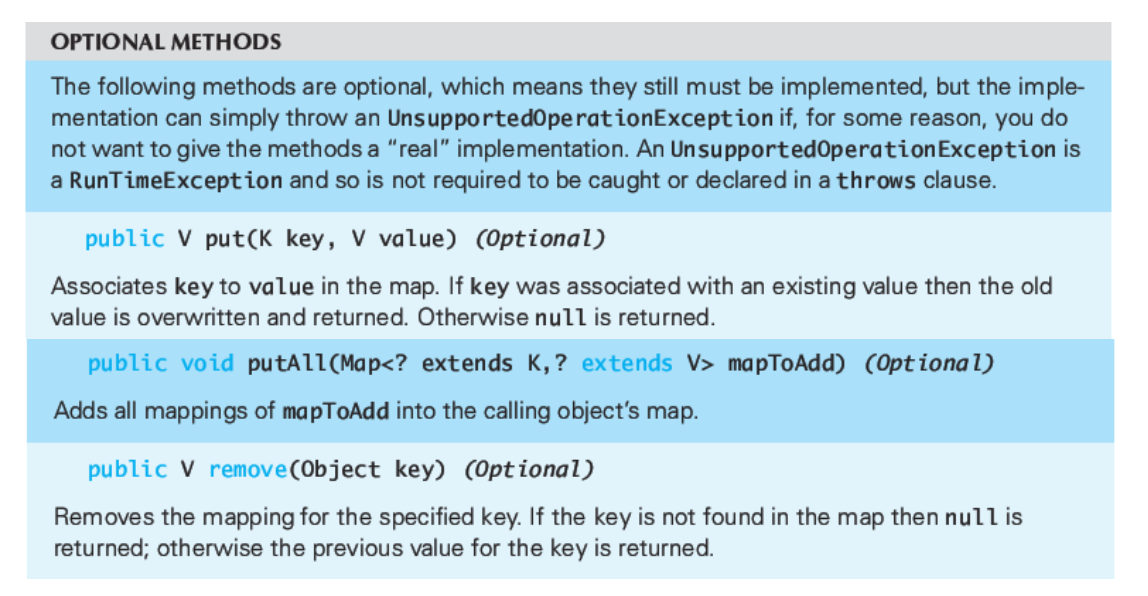 OPTIONAL METHODS
The following methods are optional, which means they still must be implemented, but the imple-
mentation can simply throw an UnsupportedOperationException if, for some reason, you do
not want to give the methods a “real” implementation. An UnsupportedOperationException is
a RunTimeException and so is not required to be caught or declared in a throws clause.
public V put(K key, V value) (Optional)
Associates key to value in the map. If key was associated with an existing value then the old
value is overwritten and returned. Otherwise null is returned.
public void putAll(Map<? extends K,? extends V> mapToAdd) (Optional)
Adds all mappings of mapToAdd into the calling object’s map.
public V remove(Object key) (Optional)
Removes the mapping for the specified key. If the key is not found in the map then null is
returned; otherwise the previous value for the key is returned.